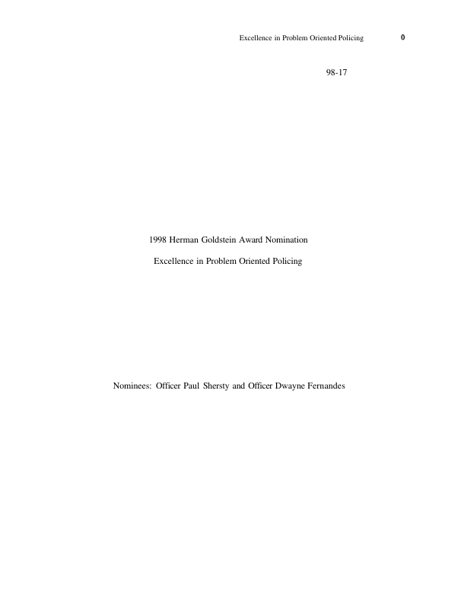 Excellence in Problem Oriented Policing 0
98-17
1998 Herman Goldstein Award Nomination
Excellence in Problem Oriented Policing
Nominees: Officer Paul Shersty and Officer Dwayne Fernandes